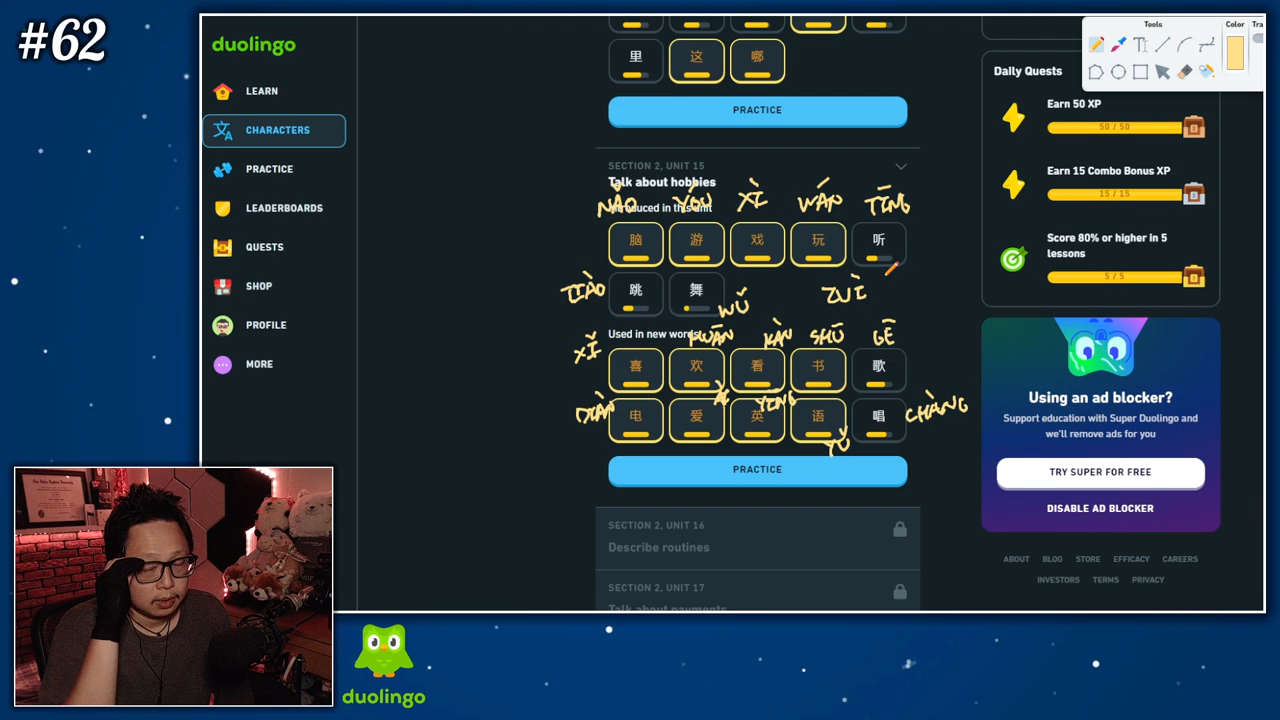 #62
duolingo
LEARN
CHARACTERS
PRACTICE
LEADERBOARDS
QUESTS
SHOP
PROFILE
MORE
里 这 哪
PRACTICE
SECTION 2, UNIT 15
Talk about hobbies
NǍO YÓU XÌ WÁN TĪNG
脑 游 戏 玩 听
TIÀO 跳 舞 WǓ ZUÌ
Used in new words
XǏ HUĀN KÀN SHŪ GĒ
喜 欢 看 书 歌
DIÀN ÀI YĪNG CHÀNG
电 爱 英 语 唱
YǓ
PRACTICE
SECTION 2, UNIT 16
Describe routines
SECTION 2, UNIT 17
Talk about payments
Tools
Color
Tra
Daily Quests
Earn 50 XP
50 / 50
Earn 15 Combo Bonus XP
15 / 15
Score 80% or higher in 5
lessons
5 / 5
Using an ad blocker?
Support education with Super Duolingo and
we'll remove ads for you
TRY SUPER FOR FREE
DISABLE AD BLOCKER
ABOUT BLOG STORE EFFICACY CAREERS
INVESTORS TERMS PRIVACY
duolingo